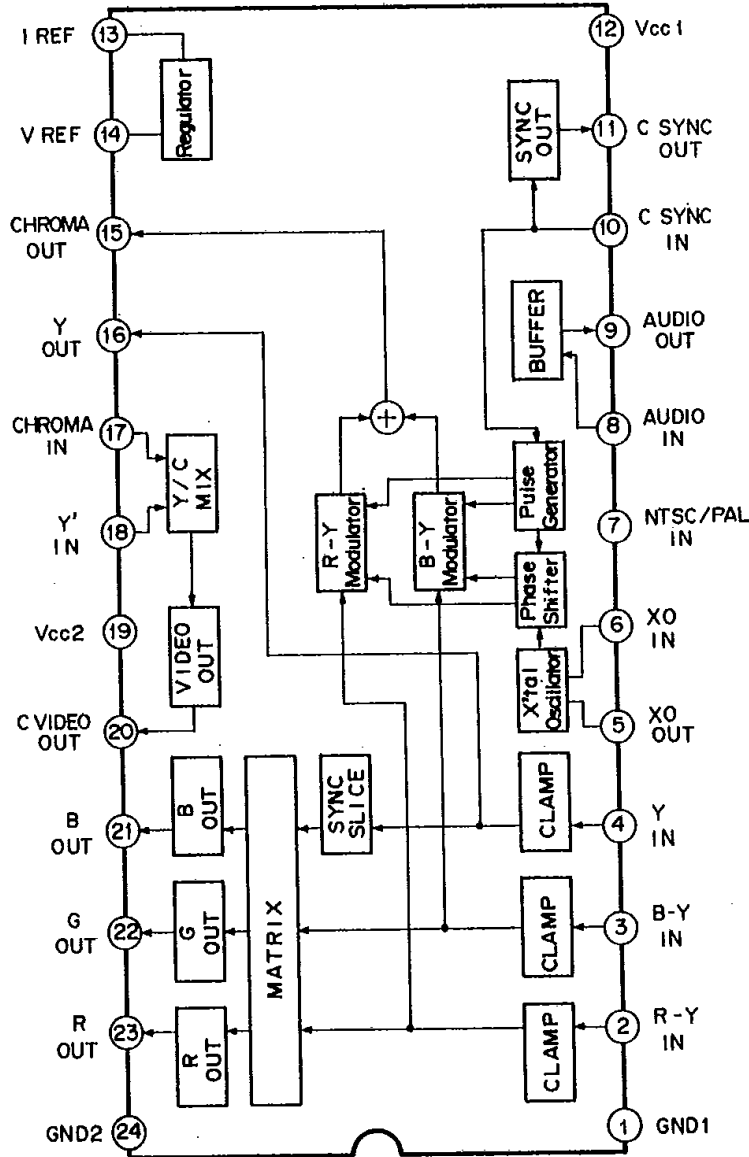 I REF
13
12
Vcc 1
Regulator
V REF
14
SYNC
OUT
11
C SYNC
OUT
CHROMA
OUT
15
10
C SYNC
IN
Y
OUT
16
BUFFER
9
AUDIO
OUT
CHROMA
IN
17
+
8
AUDIO
IN
Y/C
MIX
Y'
IN
18
R-Y
Modulator
B-Y
Modulator
Pulse
Generator
7
NTSC/PAL
IN
Phase
Shifter
Vcc2
19
VIDEO OUT
6
XO
IN
X'tal
Oscillator
C VIDEO
OUT
20
5
XO
OUT
B
OUT
21
B
OUT
MATRIX
SYNC
SLICE
CLAMP
4
Y
IN
G
OUT
22
G
OUT
CLAMP
3
B-Y
IN
R
OUT
23
R
OUT
CLAMP
2
R-Y
IN
GND2
24
1
GND1